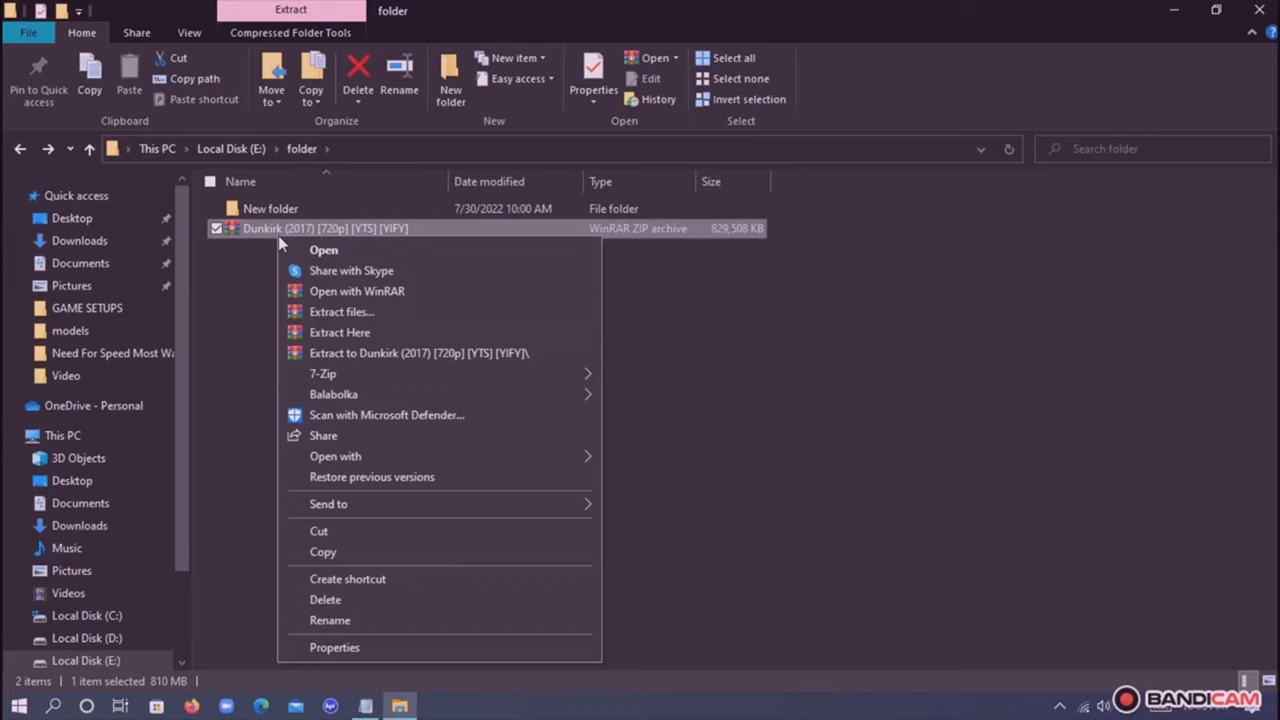 Extract
folder
File
Home
Share
View
Compressed Folder Tools
Pin to Quick
access
Copy
Paste
Cut
Copy path
Paste shortcut
Clipboard
Move
to
Copy
to
Delete
Rename
Organize
New
folder
New item
Easy access
New
Properties
Open
Edit
History
Open
Select all
Select none
Invert selection
Select
This PC
Local Disk (E:)
folder
Search folder
Name
Date modified
Type
Size
New folder
7/30/2022 10:00 AM
File folder
Dunkirk (2017) [720p] [YTS] [YIFY]
WinRAR ZIP archive
829,508 KB
Quick access
Desktop
Downloads
Documents
Pictures
GAME SETUPS
models
Need For Speed Most Wa
Video
OneDrive - Personal
This PC
3D Objects
Desktop
Documents
Downloads
Music
Pictures
Videos
Local Disk (C:)
Local Disk (D:)
Local Disk (E:)
Open
Share with Skype
Open with WinRAR
Extract files...
Extract Here
Extract to Dunkirk (2017) [720p] [YTS] [YIFY]\
7-Zip
Balabolka
Scan with Microsoft Defender...
Share
Open with
Restore previous versions
Send to
Cut
Copy
Create shortcut
Delete
Rename
Properties
2 items
1 item selected 810 MB
BANDICAM